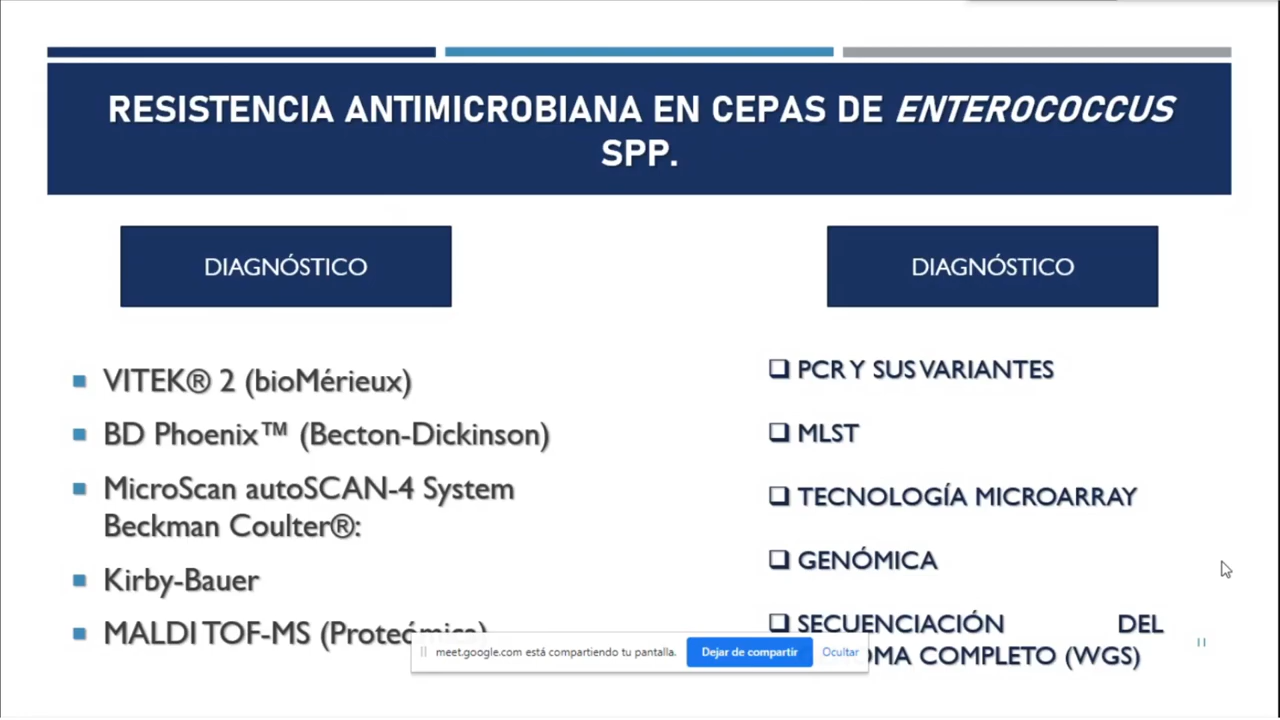 RESISTENCIA ANTIMICROBIANA EN CEPAS DE ENTEROCOCCUS
SPP.
DIAGNÓSTICO
VITEK® 2 (bioMérieux)
BD Phoenix™ (Becton-Dickinson)
MicroScan autoSCAN-4 System
Beckman Coulter®:
Kirby-Bauer
MALDI TOF-MS (Proteómica)
DIAGNÓSTICO
PCR Y SUS VARIANTES
MLST
TECNOLOGÍA MICROARRAY
GENÓMICA
SECUENCIACIÓN DEL
COMPLETO (WGS)
11
meet.google.com está compartiendo tu pantalla.
Dejar de compartir
Ocultar